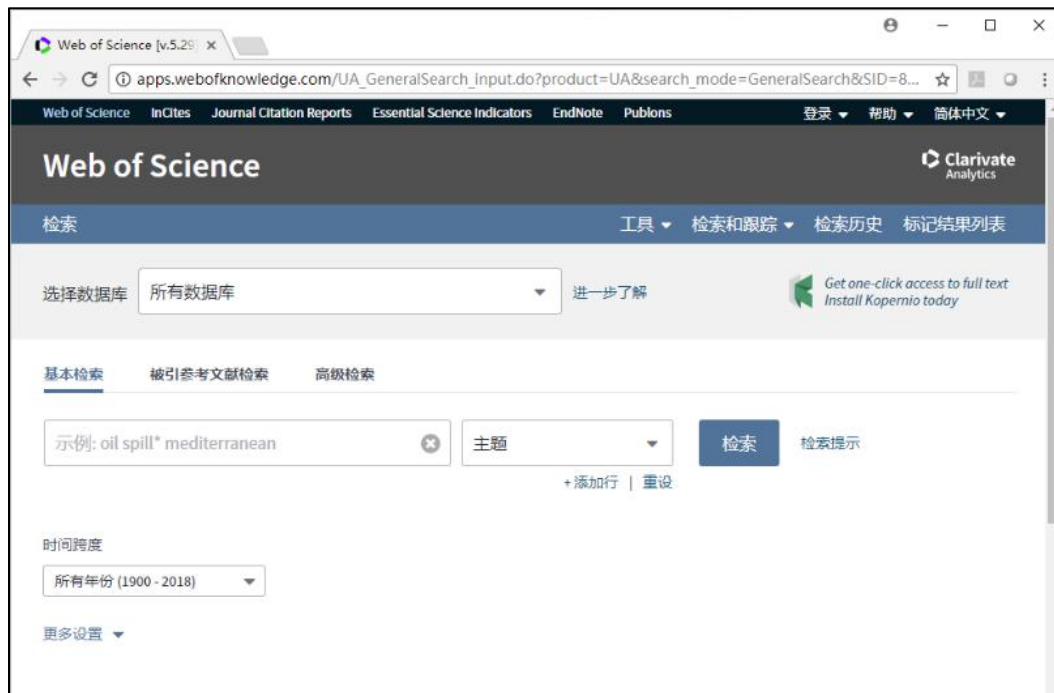 Web of Science [v.5.29]
apps.webofknowledge.com/UA_GeneralSearch_input.do?product=UA&search_mode=GeneralSearch&SID=8...
Web of Science InCites Journal Citation Reports Essential Science Indicators EndNote Publons 登录 帮助 简体中文
Web of Science Clarivate
Analytics
检索 工具 检索和跟踪 检索历史 标记结果列表
选择数据库 所有数据库 进一步了解 Get one-click access to full text
Install Kopernio today
基本检索 被引参考文献检索 高级检索
示例: oil spill* mediterranean 主题 检索 检索提示
+添加行 | 重设
时间跨度
所有年份 (1900 - 2018)
更多设置